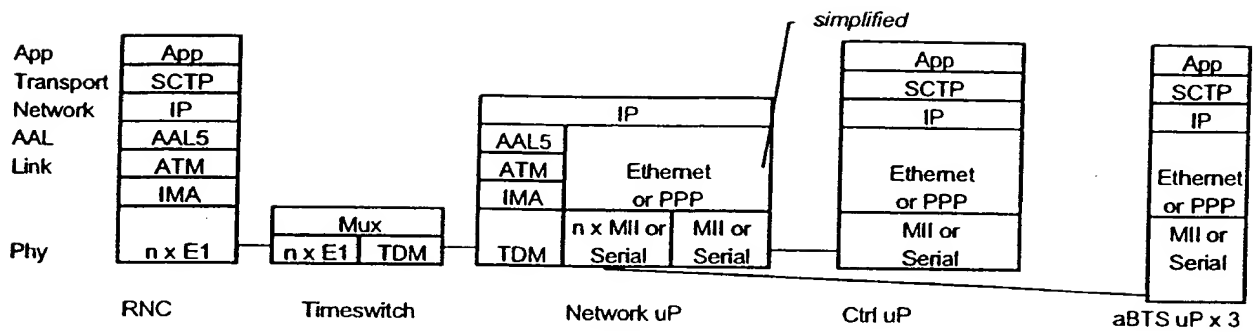 simplified
App
Transport
Network
AAL
Link
Phy
App
SCTP
IP
AAL5
ATM
IMA
n x E1
RNC
Mux
n x E1 TDM
Timeswitch
IP
AAL5
ATM
IMA
TDM
Ethernet
or PPP
n x MII or
Serial
MII or
Serial
Network uP
App
SCTP
IP
Ethernet
or PPP
MII or
Serial
Ctrl uP
App
SCTP
IP
Ethernet
or PPP
MII or
Serial
aBTS uP x 3